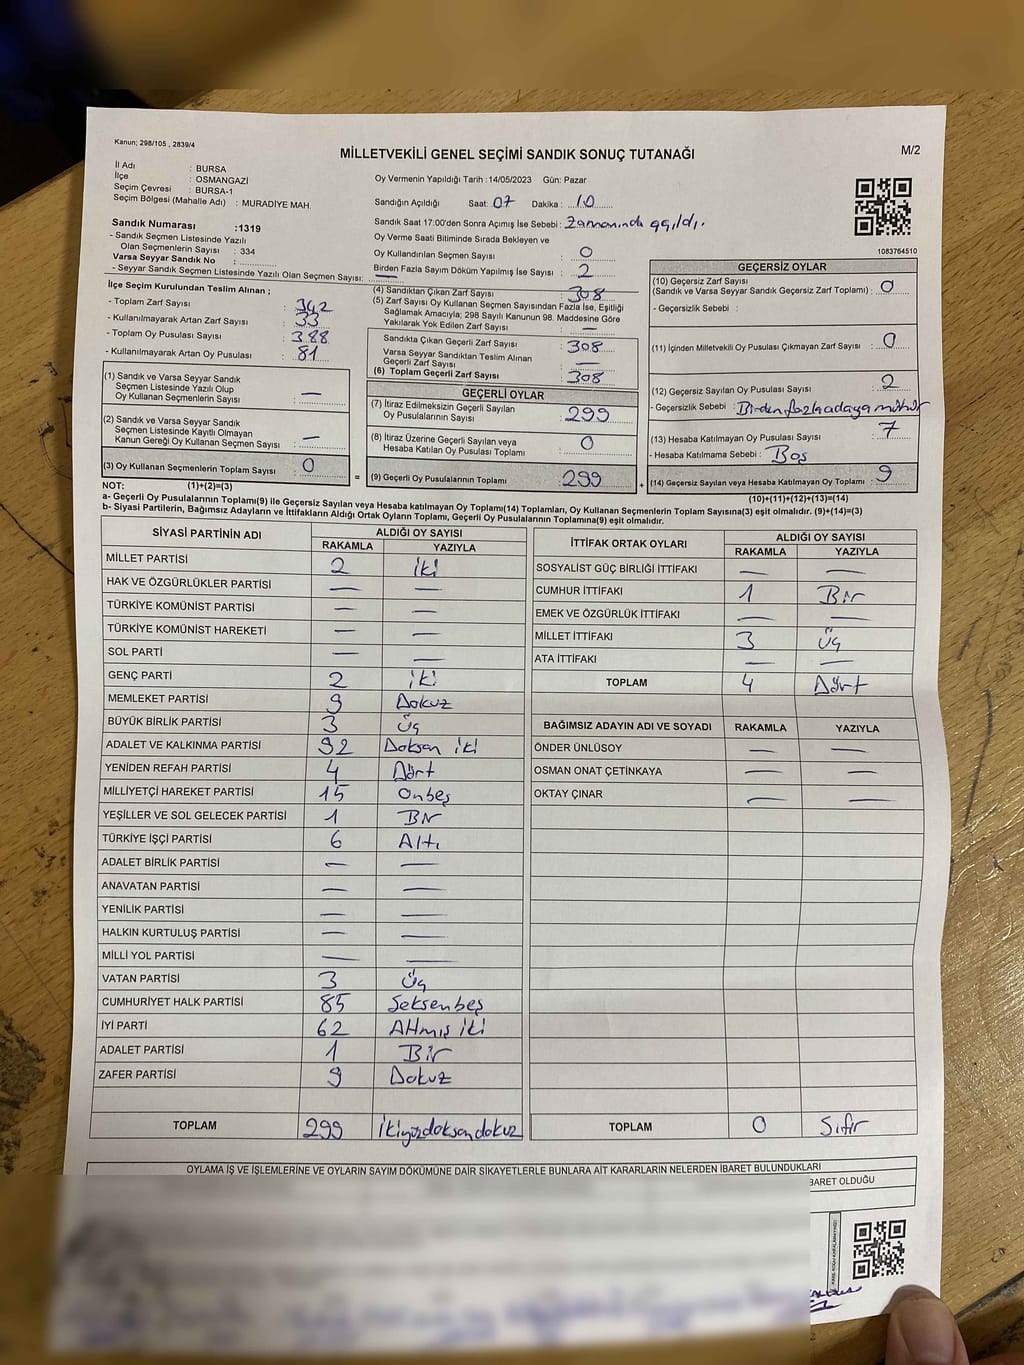 Kanun; 298/105 , 2839/4
MİLLETVEKİLİ GENEL SEÇİMİ SANDIK SONUÇ TUTANAĞI
M/2
İl Adı : BURSA
İlçe : OSMANGAZİ
Seçim Çevresi : BURSA-1
Seçim Bölgesi (Mahalle Adı) : MURADİYE MAH.
Oy Vermenin Yapıldığı Tarih :14/05/2023 Gün: Pazar
Sandığın Açıldığı Saat: 07 Dakika : 10
Sandık Saat 17:00'den Sonra Açımış İse Sebebi : Zamanında açıldı.
1083764510
Sandık Numarası :1319
- Sandık Seçmen Listesinde Yazılı
Olan Seçmenlerin Sayısı : 334
Varsa Seyyar Sandık No :
- Seyyar Sandık Seçmen Listesinde Yazılı Olan Seçmen Sayısı: —
Oy Verme Saati Bitiminde Sırada Bekleyen ve
Oy Kullandırılan Seçmen Sayısı : 0
Birden Fazla Sayım Döküm Yapılmış İse Sayısı : 2
İlçe Seçim Kurulundan Teslim Alınan ;
- Toplam Zarf Sayısı : 342
- Kullanılmayarak Artan Zarf Sayısı : 33
- Toplam Oy Pusulası Sayısı : 388
- Kullanılmayarak Artan Oy Pusulası : 81
(4) Sandıktan Çıkan Zarf Sayısı : 308
(5) Zarf Sayısı Oy Kullanan Seçmen Sayısından Fazla İse, Eşitliği
Sağlamak Amacıyla; 298 Sayılı Kanunun 98. Maddesine Göre
Yakılarak Yok Edilen Zarf Sayısı : —
Sandıkta Çıkan Geçerli Zarf Sayısı : 308
Varsa Seyyar Sandıktan Teslim Alınan
Geçerli Zarf Sayısı : —
(6) Toplam Geçerli Zarf Sayısı : 308
GEÇERSİZ OYLAR
(10) Geçersiz Zarf Sayısı
(Sandık ve Varsa Seyyar Sandık Geçersiz Zarf Toplamı) : 0
- Geçersizlik Sebebi :
(11) İçinden Milletvekili Oy Pusulası Çıkmayan Zarf Sayısı : 0
(12) Geçersiz Sayılan Oy Pusulası Sayısı : 2
- Geçersizlik Sebebi : Birden fazla adaya mühür
(13) Hesaba Katılmayan Oy Pusulası Sayısı : 7
- Hesaba Katılmama Sebebi : Boş
(14) Geçersiz Sayılan veya Hesaba Katılmayan Oy Pusulası Toplamı : 9
(10)+(11)+(12)+(13)=(14)
(1) Sandık ve Varsa Seyyar Sandık
Seçmen Listesinde Yazılı Olup
Oy Kullanan Seçmenlerin Sayısı : —
(2) Sandık ve Varsa Seyyar Sandık
Seçmen Listesinde Kayıtlı Olmayan
Kanun Gereği Oy Kullanan Seçmen Sayısı : —
(3) Oy Kullanan Seçmenlerin Toplam Sayısı : 0
GEÇERLİ OYLAR
(7) İtiraz Edilmeksizin Geçerli Sayılan
Oy Pusulalarının Sayısı : 299
(8) İtiraz Üzerine Geçerli Sayılan veya
Hesaba Katılan Oy Pusulası Toplamı : 0
= (9) Geçerli Oy Pusulalarının Toplamı : 299 +
NOT: (1)+(2)=(3)
a- Geçerli Oy Pusulalarının Toplamı(9) ile Geçersiz Sayılan veya Hesaba katılmayan Oy Pusulası Toplamı(14) Toplamları, Oy Kullanan Seçmenlerin Toplam Sayısına(3) eşit olmalıdır. (9)+(14)=(3)
b- Siyasi Partilerin, Bağımsız Adayların ve İttifakların Aldığı Oyların Toplamı, Geçerli Oy Pusulalarının Toplamına(9) eşit olmalıdır.
SİYASİ PARTİNİN ADI ALDIĞI OY SAYISI
RAKAMLA YAZIYLA
MİLLET PARTİSİ 2 iki
HAK VE ÖZGÜRLÜKLER PARTİSİ — —
TÜRKİYE KOMÜNİST PARTİSİ — —
TÜRKİYE KOMÜNİST HAREKETİ — —
SOL PARTİ — —
GENÇ PARTİ 2 iki
MEMLEKET PARTİSİ 9 Dokuz
BÜYÜK BİRLİK PARTİSİ 3 üç
ADALET VE KALKINMA PARTİSİ 92 Doksan iki
YENİDEN REFAH PARTİSİ 4 Dört
MİLLİYETÇİ HAREKET PARTİSİ 15 Onbeş
YEŞİLLER VE SOL GELECEK PARTİSİ 1 Bir
TÜRKİYE İŞÇİ PARTİSİ 6 Altı
ADALET BİRLİK PARTİSİ — —
ANAVATAN PARTİSİ — —
YENİLİK PARTİSİ — —
HALKIN KURTULUŞ PARTİSİ — —
MİLLİ YOL PARTİSİ — —
VATAN PARTİSİ 3 üç
CUMHURİYET HALK PARTİSİ 85 Seksenbeş
İYİ PARTİ 62 Altmış iki
ADALET PARTİSİ 1 Bir
ZAFER PARTİSİ 9 Dokuz
TOPLAM 299 ikiyüzdoksandokuz
İTTİFAK ORTAK OYLARI ALDIĞI OY SAYISI
RAKAMLA YAZIYLA
SOSYALİST GÜÇ BİRLİĞİ İTTİFAKI — —
CUMHUR İTTİFAKI 1 Bir
EMEK VE ÖZGÜRLÜK İTTİFAKI — —
MİLLET İTTİFAKI 3 üç
ATA İTTİFAKI — —
TOPLAM 4 Dört
BAĞIMSIZ ADAYIN ADI VE SOYADI RAKAMLA YAZIYLA
ÖNDER ÜNLÜSOY — —
OSMAN ONAT ÇETİNKAYA — —
OKTAY ÇINAR — —
TOPLAM 0 Sıfır
OYLAMA İŞ VE İŞLEMLERİNE VE OYLARIN SAYIM DÖKÜMÜNE DAİR ŞİKAYETLERLE BUNLARA AİT KARARLARIN NELERDEN İBARET BULUNDUKLARI
BARET OLDUĞU